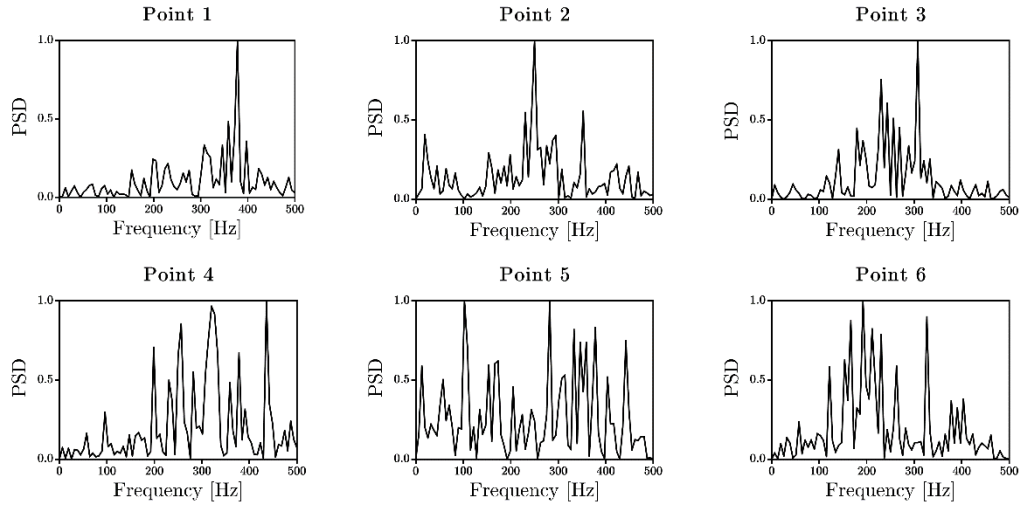 Point 1 Point 2 Point 3
1.0 1.0 1.0
PSD PSD PSD
0.5 0.5 0.5
0.0 0.0 0.0
0 100 200 300 400 500 0 100 200 300 400 500 0 100 200 300 400 500
Frequency [Hz] Frequency [Hz] Frequency [Hz]
Point 4 Point 5 Point 6
1.0 1.0 1.0
PSD PSD PSD
0.5 0.5 0.5
0.0 0.0 0.0
0 100 200 300 400 500 0 100 200 300 400 500 0 100 200 300 400 500
Frequency [Hz] Frequency [Hz] Frequency [Hz]